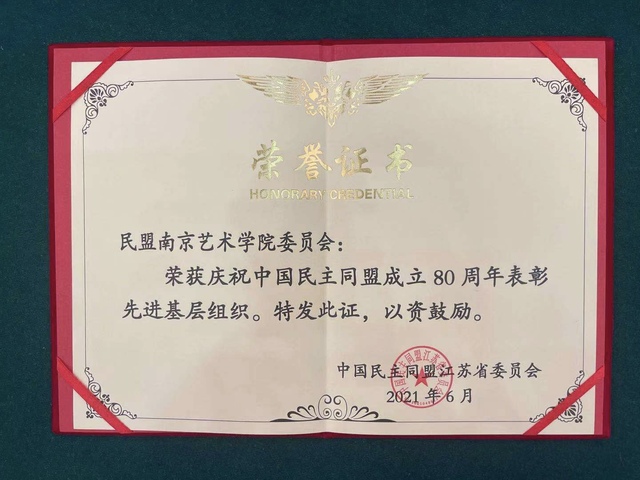 荣誉证书
HONORARY CREDENTIAL
民盟南京艺术学院委员会：
荣获庆祝中国民主同盟成立80周年表彰
先进基层组织。特发此证，以资鼓励。
中国民主同盟江苏省委员会
2021年6月